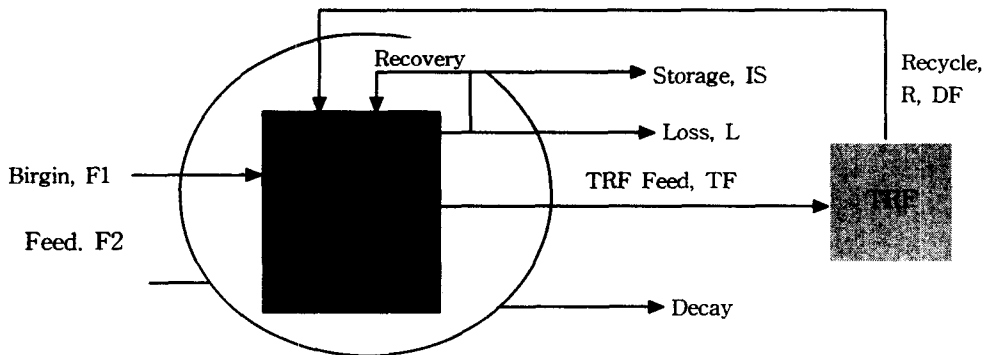 Recovery
Storage, IS
Recycle,
R, DF
Loss, L
Birgin, F1
TRF Feed, TF
TRF
Feed. F2
Decay